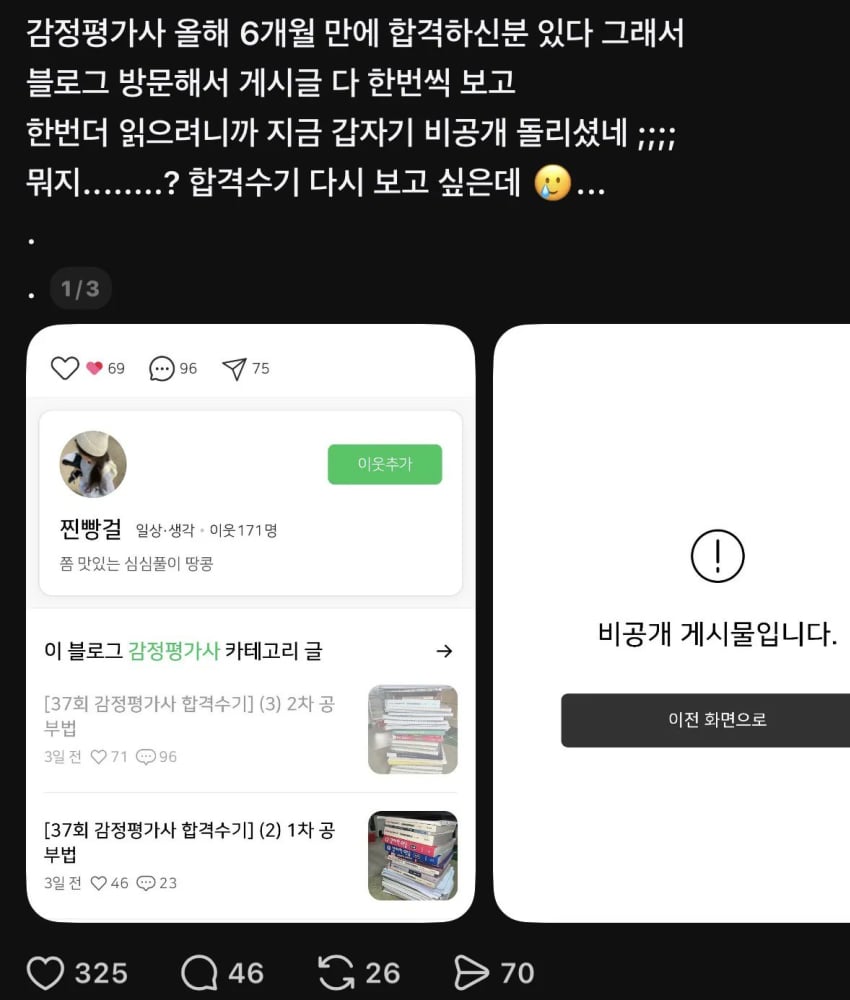 감정평가사 올해 6개월 만에 합격하신분 있다 그래서
블로그 방문해서 게시글 다 한번씩 보고
한번더 읽으려니까 지금 갑자기 비공개 돌리셨네 ;;;;
뭐지........? 합격수기 다시 보고 싶은데 🥲...
.
. 1/3
69 96 75
이웃추가
찐빵걸 일상·생각 • 이웃171명
쫌 맛있는 심심풀이 땅콩
이 블로그 감정평가사 카테고리 글 →
[37회 감정평가사 합격수기] (3) 2차 공
부법
3일 전 71 96
[37회 감정평가사 합격수기] (2) 1차 공
부법
3일 전 46 23
비공개 게시물입니다.
이전 화면으로
325 46 26 70